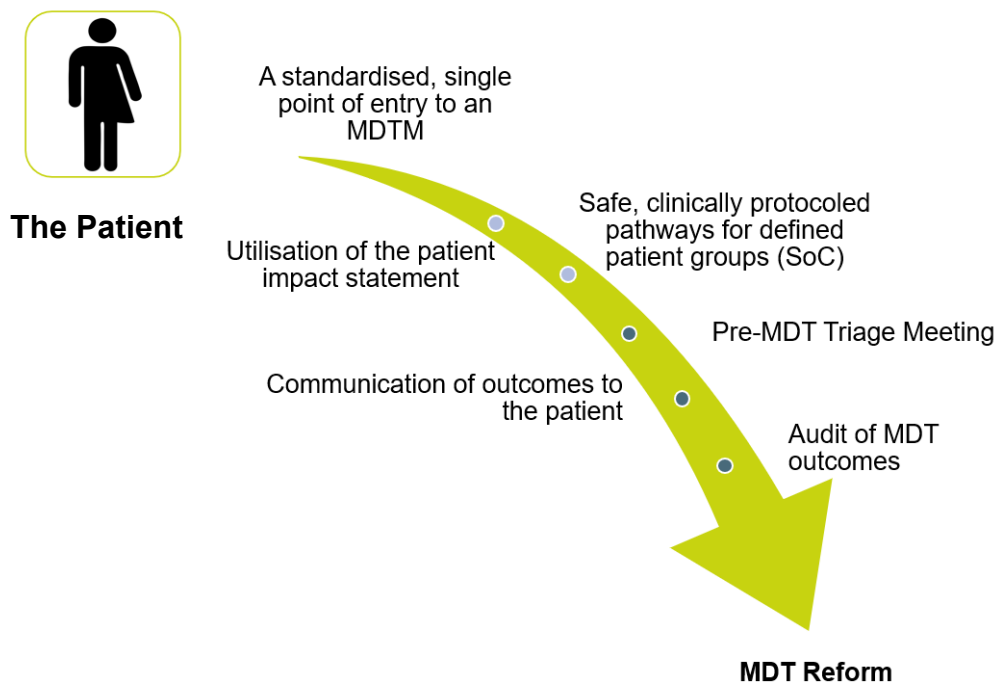 The Patient
A standardised, single
point of entry to an
MDTM
Utilisation of the patient
impact statement
Safe, clinically protocoled
pathways for defined
patient groups (SoC)
Pre-MDT Triage Meeting
Communication of outcomes to
the patient
Audit of MDT
outcomes
MDT Reform